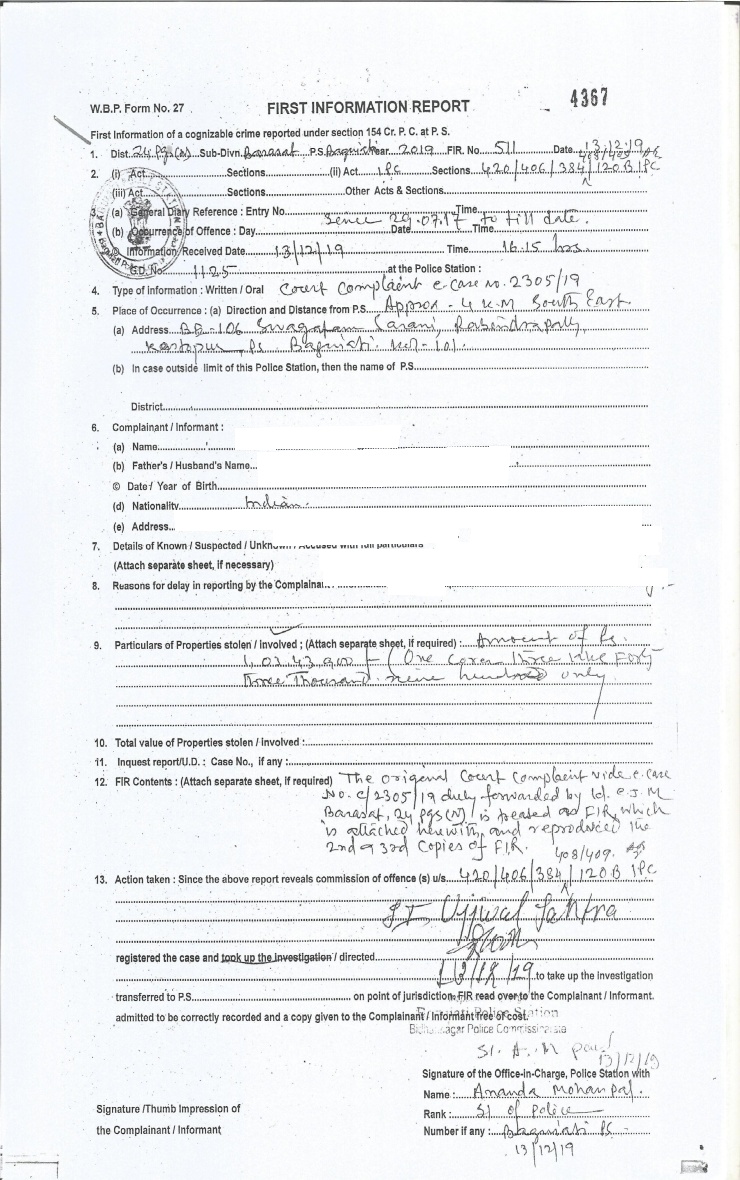 4367
W.B.P. Form No. 27 FIRST INFORMATION REPORT
First Information of a cognizable crime reported under section 154 Cr. P. C. at P. S.
1. Dist. 24 Pgs(N) Sub-Divn. Barasat P.S. Baguiati Year 2019 FIR. No. 511 Date 13.12.19
408/409
2. (i) Act Sections (ii) Act IPC Sections 420/406/384/120B IPC
(iii) Act Sections Other Acts & Sections
3. (a) General Diary Reference : Entry No. Time
Sence 29.07.17 to till date.
(b) Occurrence of Offence : Day Date Time
© Information Received Date 13/12/19 Time 16.15 hrs
G.D. No. 1125 at the Police Station :
4. Type of information : Written / Oral Court Complaint c-case no. 2305/19
5. Place of Occurrence : (a) Direction and Distance from P.S. Approx - 4 K.M South East
(a) Address BB-106 Swagatam Sarani, Rabindrapally,
Kestopur, Ps Baguiati. Kol-101.
(b) In case outside limit of this Police Station, then the name of P.S.
District
6. Complainant / Informant :
(a) Name
(b) Father's / Husband's Name
© Date / Year of Birth
(d) Nationality Indian.
(e) Address
7. Details of Known / Suspected / Unknown / Accused with full particulars
(Attach separate sheet, if necessary)
8. Reasons for delay in reporting by the Complaina
9. Particulars of Properties stolen / Involved ; (Attach separate sheet, if required) : Amount of Rs.
1,03,43,900/- (One corer three lakh Forty
three Thousand nine hundred only
10. Total value of Properties stolen / involved :
11. Inquest report/U.D. : Case No., if any :
12. FIR Contents : (Attach separate sheet, if required) The original Court Complaint vide c-case
No. c/2305/19 duly forwarded by Ld. C.J.M
Barasat, 24 pgs(N) is treated as FIR which
is attached herewith and reproduced the
2nd & 3rd Copies of FIR.
408/409.
13. Action taken : Since the above report reveals commission of offence (s) u/s. 420/406/384/120B IPC
SI Ujjwal
registered the case and took up the investigation / directed
13/12/19 to take up the investigation
transferred to P.S. on point of jurisdiction FIR read over to the Complainant / Informant.
admitted to be correctly recorded and a copy given to the Complainant / Informant free of cost.
Police Station
Bidhannagar Police Commissionerate
SI. A. M Paul
13/12/19
Signature of the Office-in-Charge, Police Station with
Name : Ananda Mohan Pal.
Signature /Thumb Impression of
Rank : SI of Police
the Complainant / Informant
Number if any : Baguiati PS
13/12/19